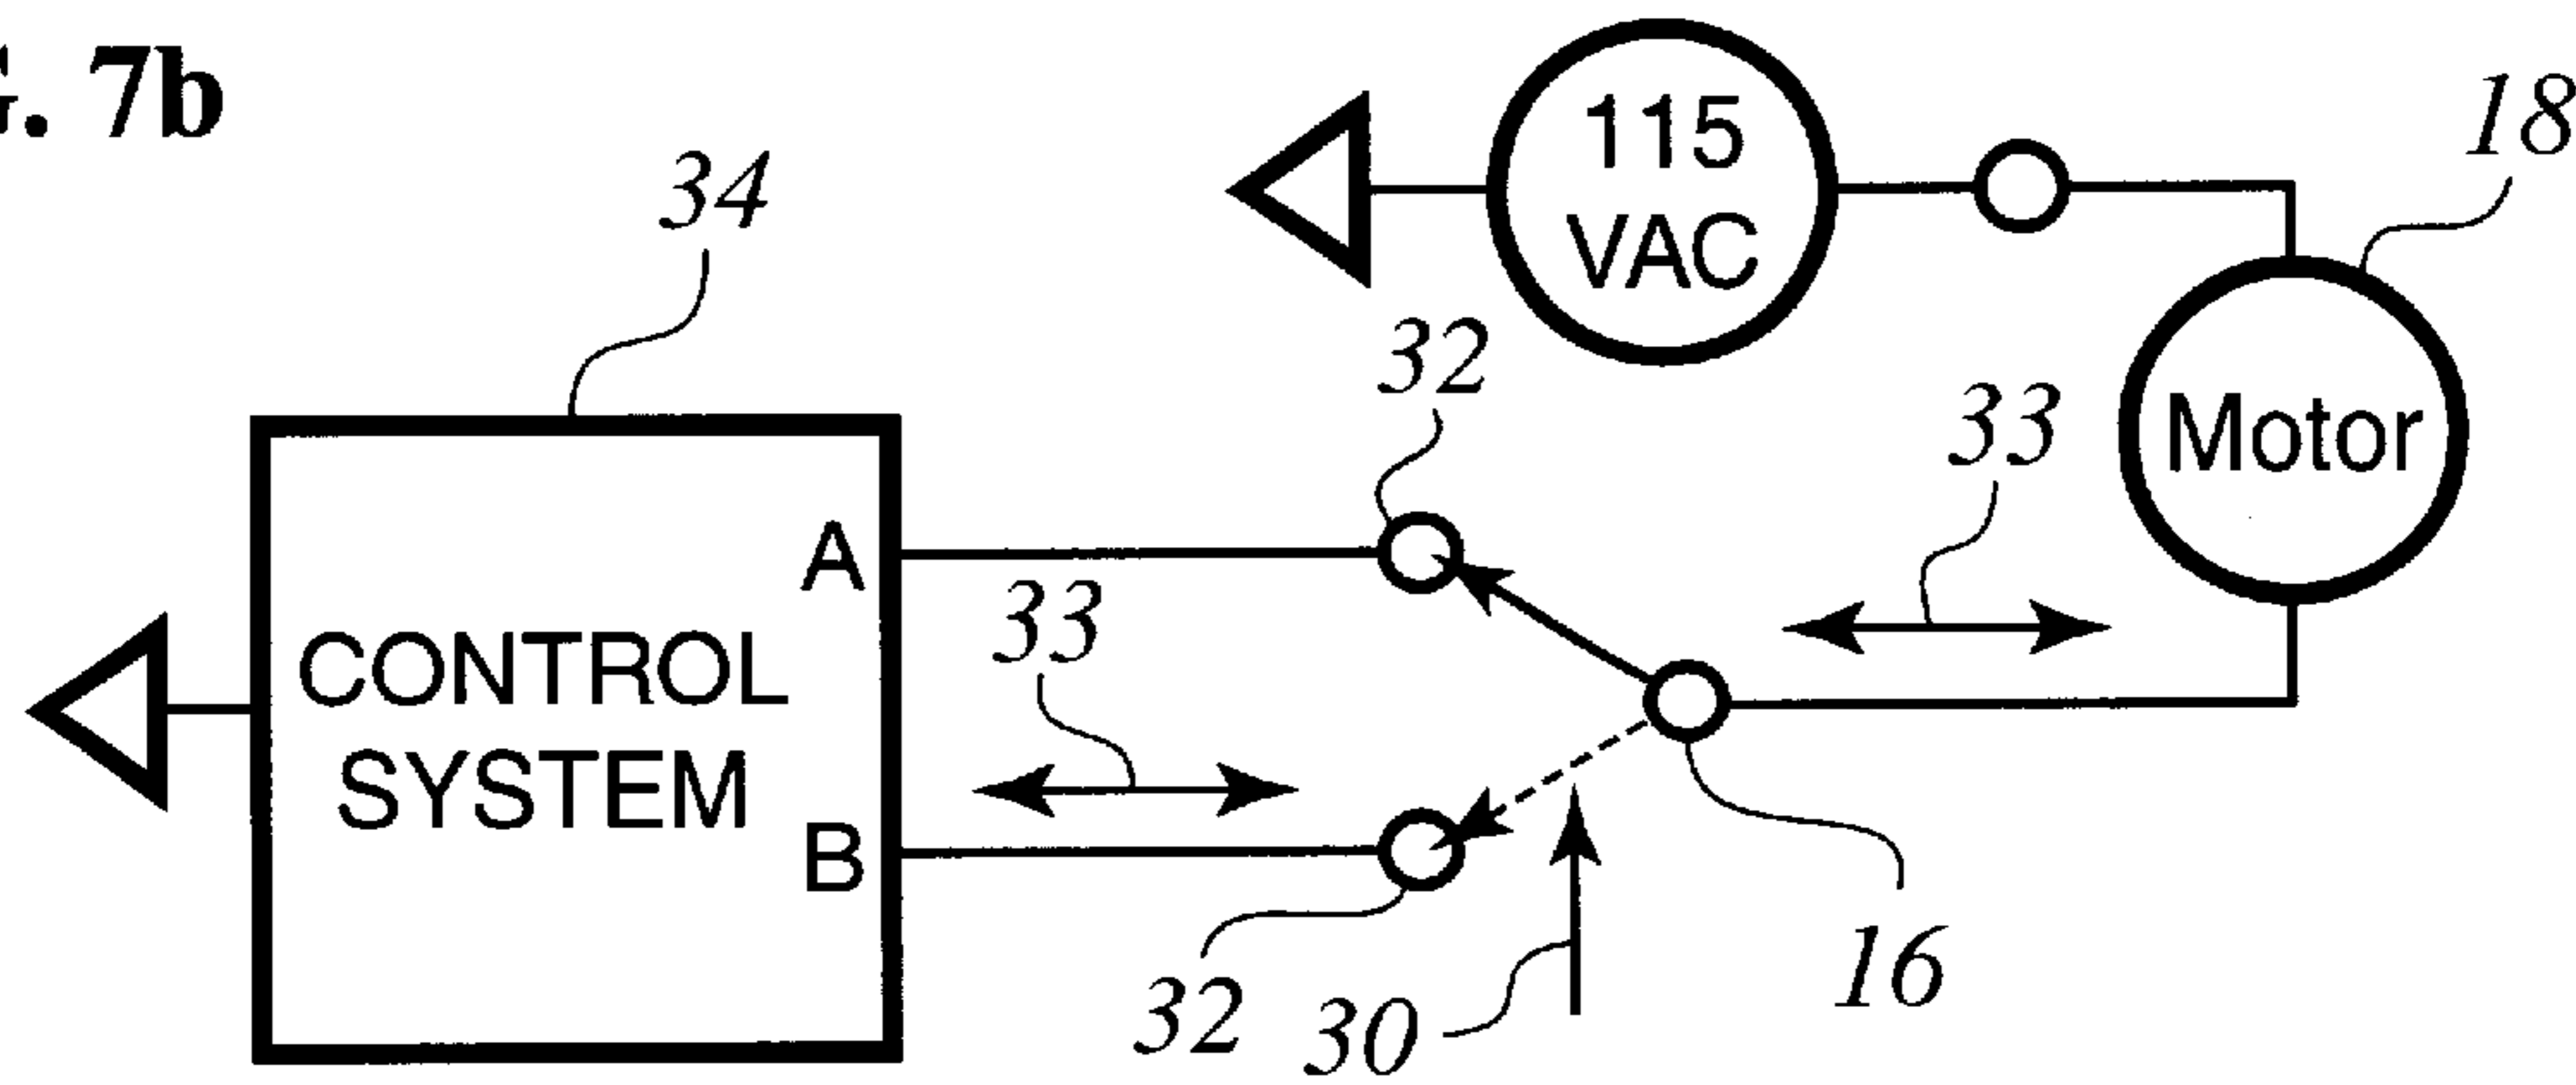 G. 7b
115
VAC
18
34
32
33
Motor
A
33
CONTROL
SYSTEM
B
32
30
16